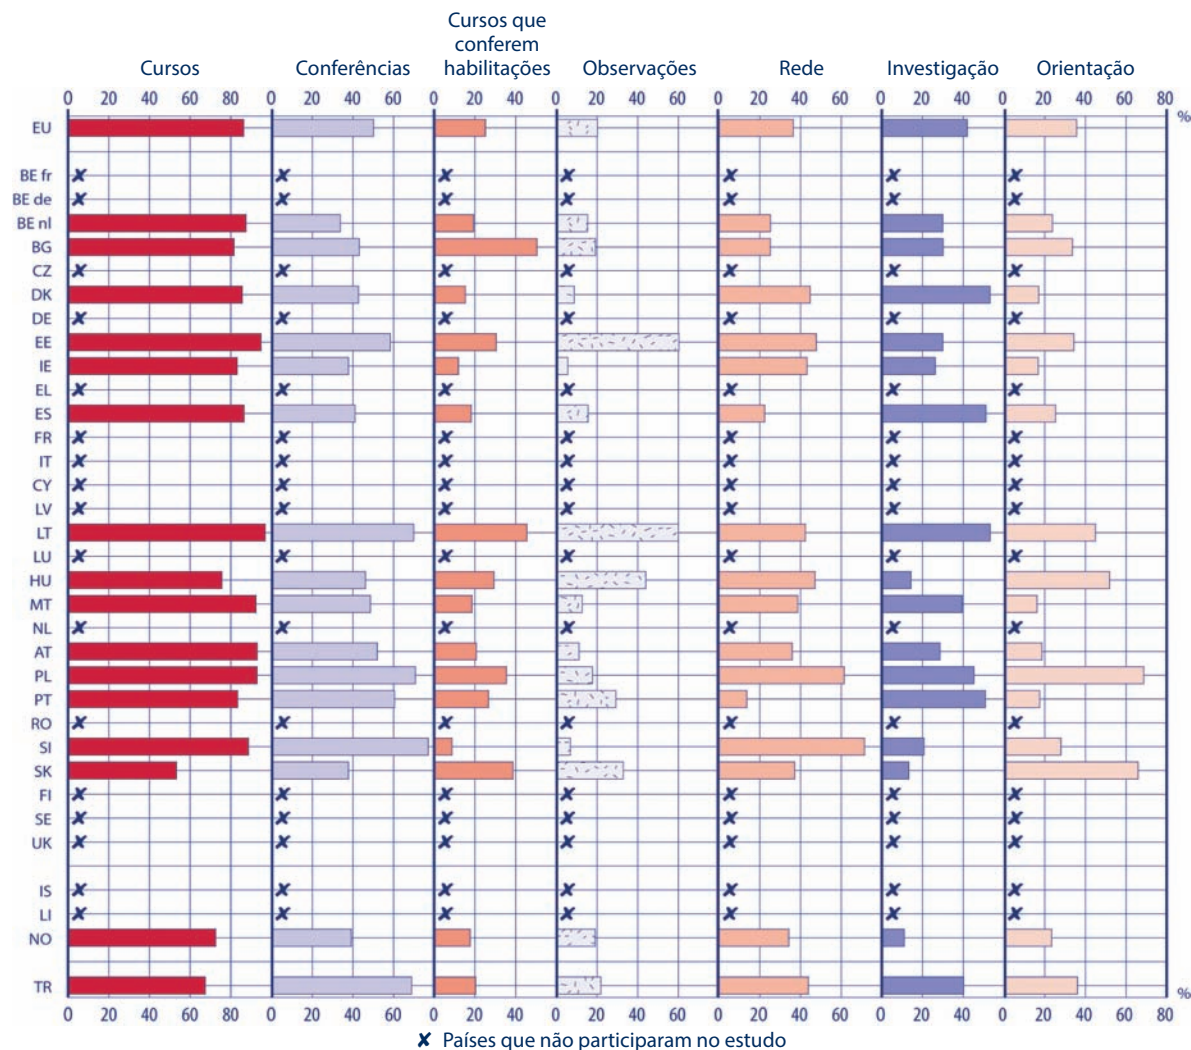 Cursos que
conferem
Cursos Conferências habilitações Observações Rede Investigação Orientação
0 20 40 60 80 0 20 40 60 0 20 40 0 20 40 60 0 20 40 60 0 20 40 0 20 40 60 80
%
EU
BE fr
BE de
BE nl
BG
CZ
DK
DE
EE
IE
EL
ES
FR
IT
CY
LV
LT
LU
HU
MT
NL
AT
PL
PT
RO
SI
SK
FI
SE
UK
IS
LI
NO
TR
%
0 20 40 60 80 0 20 40 60 0 20 40 0 20 40 60 0 20 40 60 0 20 40 0 20 40 60 80
✘ Países que não participaram no estudo